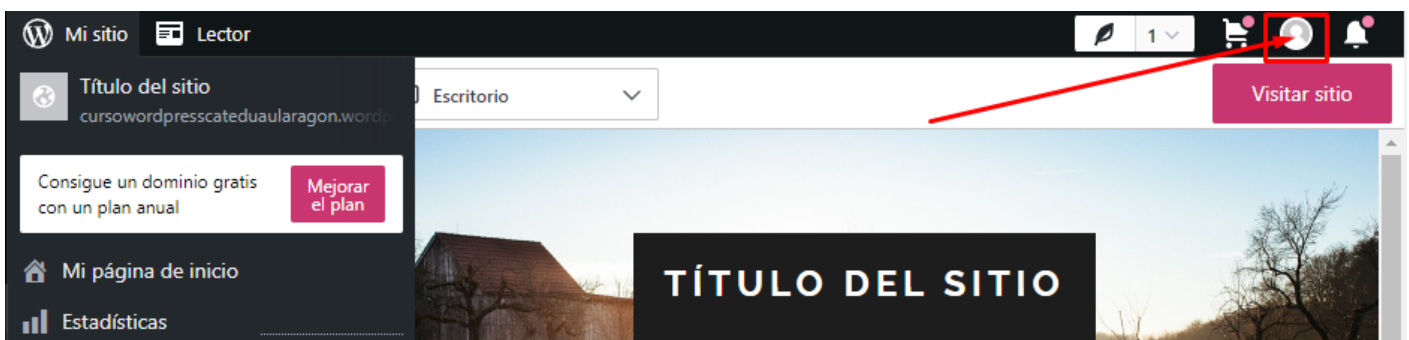 Mi sitio
Lector
1
Título del sitio
cursowordpresscateduaularagon.wordp
Escritorio
Visitar sitio
Consigue un dominio gratis
con un plan anual
Mejorar
el plan
Mi página de inicio
TÍTULO DEL SITIO
Estadísticas